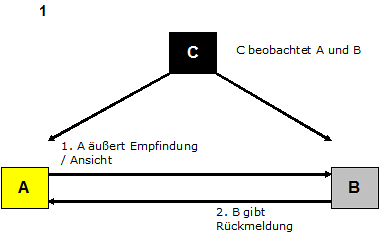 1
C
C beobachtet A und B
1. A äußert Empfindung
/ Ansicht
A
B
2. B gibt
Rückmeldung